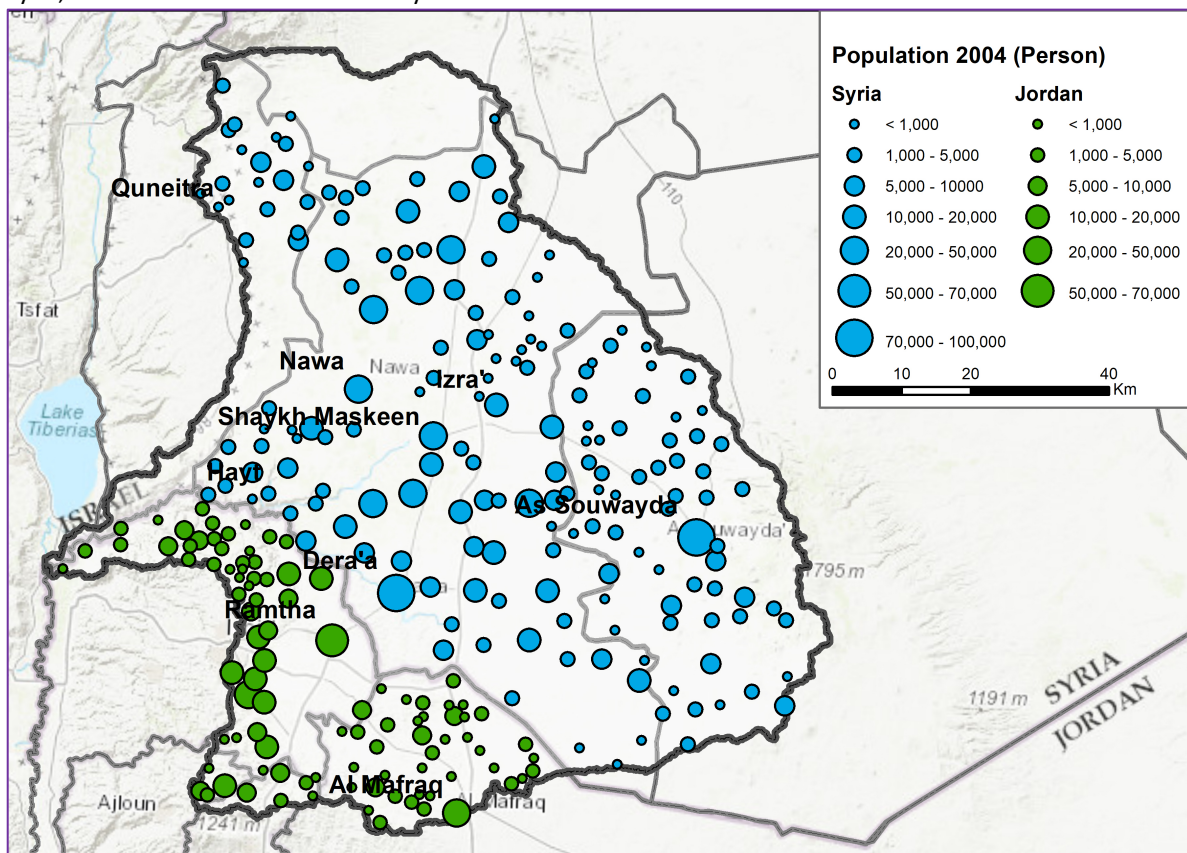 Population 2004 (Person)
Syria
Jordan
< 1,000
< 1,000
1,000 - 5,000
1,000 - 5,000
5,000 - 10000
5,000 - 10,000
10,000 - 20,000
10,000 - 20,000
20,000 - 50,000
20,000 - 50,000
50,000 - 70,000
50,000 - 70,000
70,000 - 100,000
0 10 20 40
Km
110
Quneitra
Tsfat
Nawa
Nawa
Izra'
Lake
Tiberias
Shaykh Maskeen
Hayt
ISRAEL
As Souwayda
Dera'a
1795 m
Ramtha
SYRIA
JORDAN
1191 m
Al Mafraq
Ajloun
1241 m